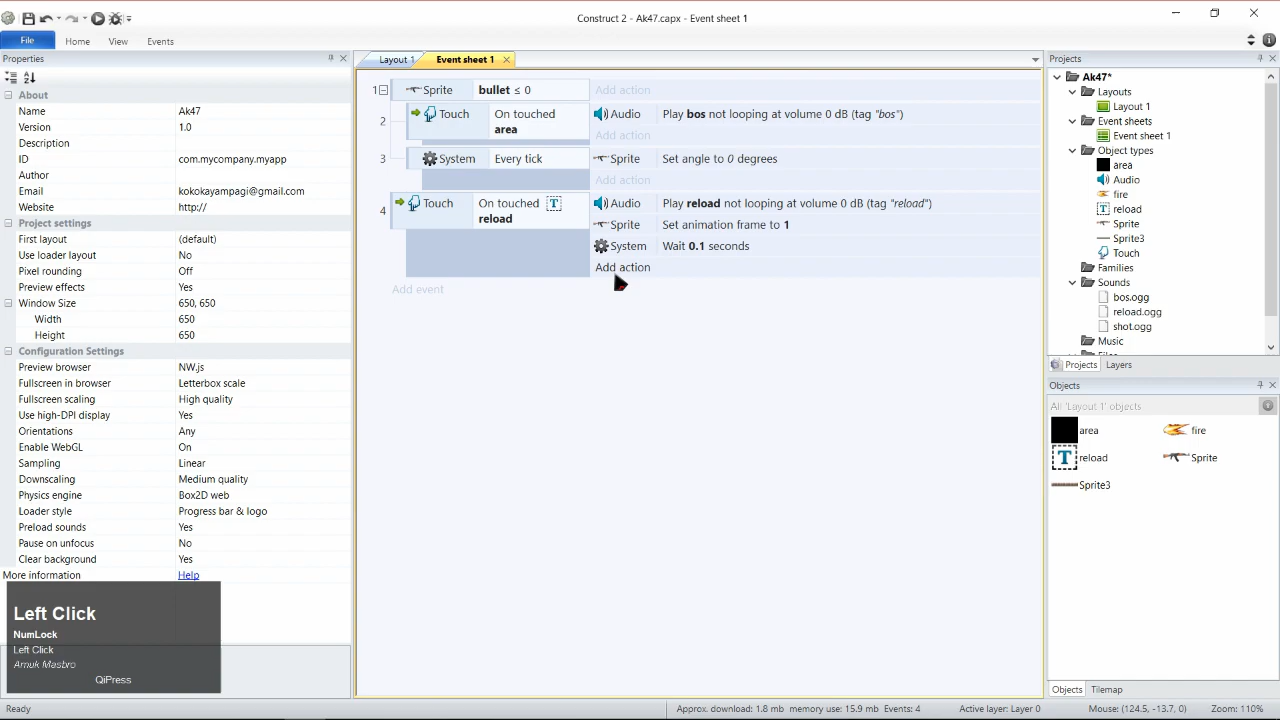 Construct 2 - Ak47.capx - Event sheet 1
File
Home
View
Events
Properties
About
Name Ak47
Version 1.0
Description
ID com.mycompany.myapp
Author
Email kokokayampagi@gmail.com
Website http://
Project settings
First layout (default)
Use loader layout No
Pixel rounding Off
Preview effects Yes
Window Size 650, 650
Width 650
Height 650
Configuration Settings
Preview browser NW.js
Fullscreen in browser Letterbox scale
Fullscreen scaling High quality
Use high-DPI display Yes
Orientations Any
Enable WebGL On
Sampling Linear
Downscaling Medium quality
Physics engine Box2D web
Loader style Progress bar & logo
Preload sounds Yes
Pause on unfocus No
Clear background Yes
More information Help
Left Click
NumLock
Left Click
Arnuk Masbro
QiPress
Layout 1
Event sheet 1
1 Sprite bullet ≤ 0 Add action
2 Touch On touched area Audio Play bos not looping at volume 0 dB (tag "bos")
Add action
3 System Every tick Sprite Set angle to 0 degrees
Add action
4 Touch On touched T reload Audio Play reload not looping at volume 0 dB (tag "reload")
Sprite Set animation frame to 1
System Wait 0.1 seconds
Add action
Add event
Projects
Ak47*
Layouts
Layout 1
Event sheets
Event sheet 1
Object types
area
Audio
fire
reload
Sprite
Sprite3
Touch
Families
Sounds
bos.ogg
reload.ogg
shot.ogg
Music
Projects Layers
Objects
All 'Layout 1' objects
area fire
T reload Sprite
Sprite3
Objects Tilemap
Ready
Approx. download: 1.8 mb memory use: 15.9 mb Events: 4 Active layer: Layer 0 Mouse: (124.5, -13.7, 0) Zoom: 110%